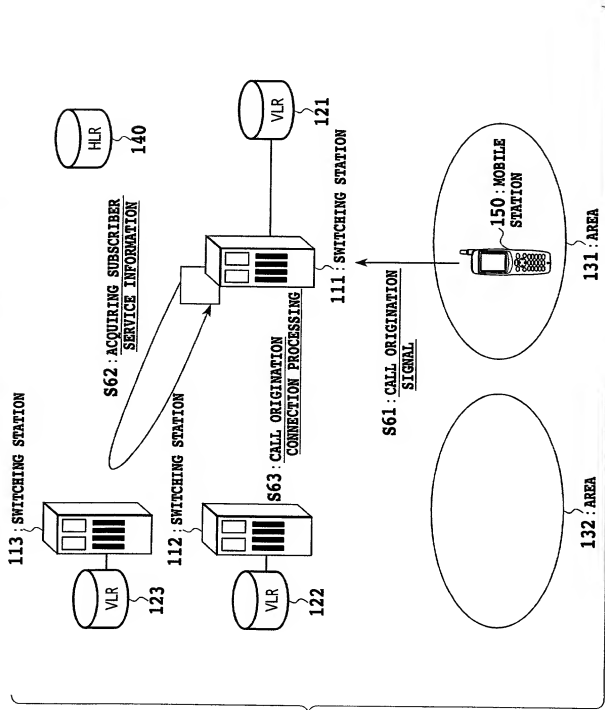 113:SWITCHING STATION
VLR
123
112:SWITCHING STATION
VLR
122
S62:ACQUIRING SUBSCRIBER
SERVICE INFORMATION
S63:CALL ORIGINATION
CONNECTION PROCESSING
HLR
140
VLR
121
111:SWITCHING STATION
S61:CALL ORIGINATION
SIGNAL
150:MOBILE
STATION
131:AREA
132:AREA